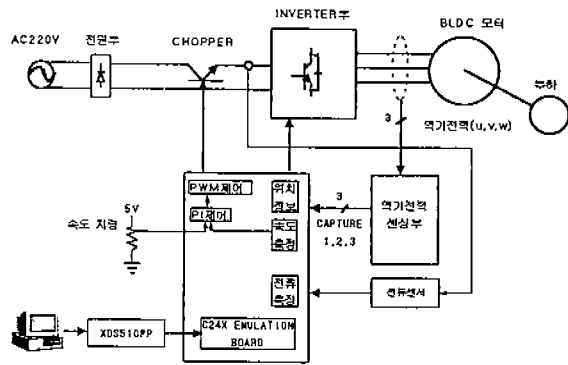 AC220V
전원부
CHOPPER
INVERTER부
BLDC 모터
부하
3
역기전력(u,v,w)
5V
속도 지령
PWM제어
PI제어
위치
정보
속도
측정
3
CAPTURE
1,2,3
역기전력
센싱부
전류
측정
전류센서
XDS510PP
C24X EMULATION
BOARD